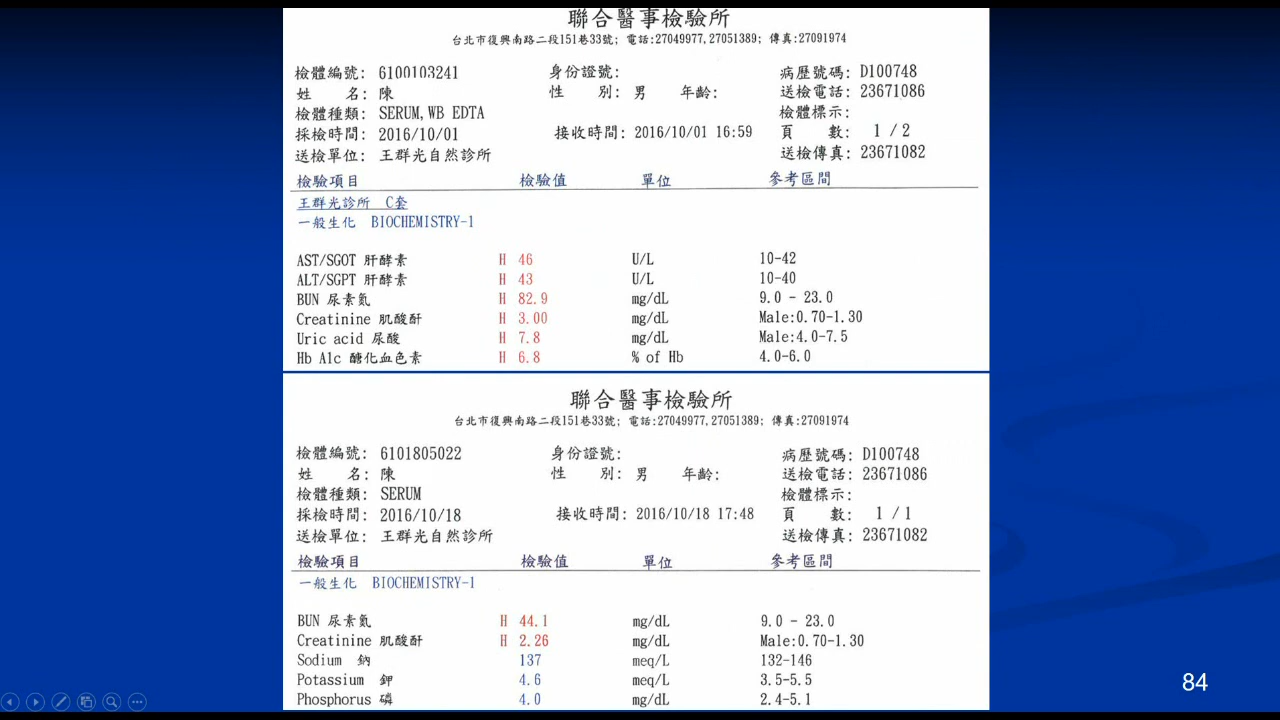 聯合醫事檢驗所
台北市復興南路二段151巷33號; 電話:27049977,27051389; 傳真:27091974
檢體編號: 6100103241 身份證號: 病歷號碼: D100748
姓 名: 陳 性 別: 男 年齡: 送檢電話: 23671086
檢體種類: SERUM,WB EDTA 檢體標示:
採檢時間: 2016/10/01 接收時間: 2016/10/01 16:59 頁 數: 1 / 2
送檢單位: 王群光自然診所 送檢傳真: 23671082
檢驗項目 檢驗值 單位 參考區間
王群光診所 C套
一般生化 BIOCHEMISTRY-1
AST/SGOT 肝酵素 H 46 U/L 10-42
ALT/SGPT 肝酵素 H 43 U/L 10-40
BUN 尿素氮 H 82.9 mg/dL 9.0 - 23.0
Creatinine 肌酸酐 H 3.00 mg/dL Male:0.70-1.30
Uric acid 尿酸 H 7.8 mg/dL Male:4.0-7.5
Hb A1c 醣化血色素 H 6.8 % of Hb 4.0-6.0
聯合醫事檢驗所
台北市復興南路二段151巷33號; 電話:27049977,27051389; 傳真:27091974
檢體編號: 6101805022 身份證號: 病歷號碼: D100748
姓 名: 陳 性 別: 男 年齡: 送檢電話: 23671086
檢體種類: SERUM 檢體標示:
採檢時間: 2016/10/18 接收時間: 2016/10/18 17:48 頁 數: 1 / 1
送檢單位: 王群光自然診所 送檢傳真: 23671082
檢驗項目 檢驗值 單位 參考區間
一般生化 BIOCHEMISTRY-1
BUN 尿素氮 H 44.1 mg/dL 9.0 - 23.0
Creatinine 肌酸酐 H 2.26 mg/dL Male:0.70-1.30
Sodium 鈉 137 meq/L 132-146
Potassium 鉀 4.6 meq/L 3.5-5.5
Phosphorus 磷 4.0 mg/dL 2.4-5.1
84